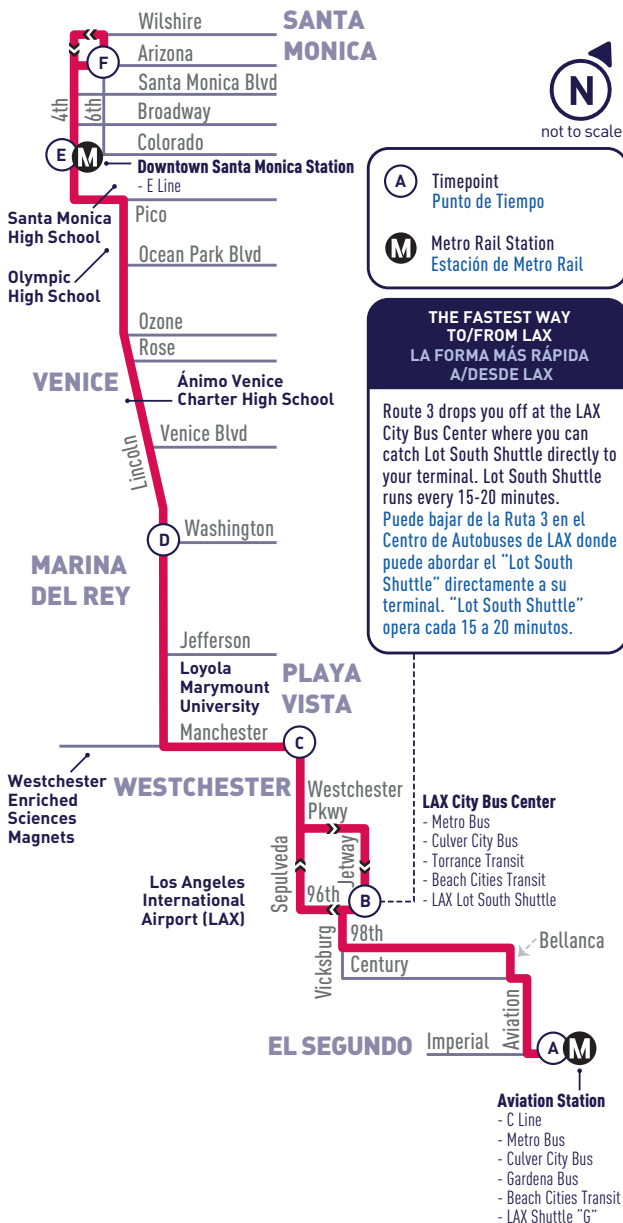 Wilshire
SANTA
MONICA
Arizona
F
Santa Monica Blvd
4th
6th
Broadway
Colorado
E
M
Downtown Santa Monica Station
- E Line
Santa Monica
High School
Pico
Olympic
High School
Ocean Park Blvd
Ozone
Rose
VENICE
Ánimo Venice
Charter High School
Lincoln
Venice Blvd
D
Washington
MARINA
DEL REY
Jefferson
Loyola
Marymount
University
PLAYA
VISTA
Manchester
C
Westchester
Enriched
Sciences
Magnets
WESTCHESTER
Westchester
Pkwy
Sepulveda
Jetway
Los Angeles
International
Airport (LAX)
96th
B
LAX City Bus Center
- Metro Bus
- Culver City Bus
- Torrance Transit
- Beach Cities Transit
- LAX Lot South Shuttle
Vicksburg
98th
Bellanca
Century
Aviation
EL SEGUNDO
Imperial
A
M
Aviation Station
- C Line
- Metro Bus
- Culver City Bus
- Gardena Bus
- Beach Cities Transit
- LAX Shuttle "G"
N
not to scale
A
Timepoint
Punto de Tiempo
M
Metro Rail Station
Estación de Metro Rail
THE FASTEST WAY
TO/FROM LAX
LA FORMA MÁS RÁPIDA
A/DESDE LAX
Route 3 drops you off at the LAX
City Bus Center where you can
catch Lot South Shuttle directly to
your terminal. Lot South Shuttle
runs every 15-20 minutes.
Puede bajar de la Ruta 3 en el
Centro de Autobuses de LAX donde
puede abordar el “Lot South
Shuttle” directamente a su
terminal. “Lot South Shuttle”
opera cada 15 a 20 minutos.